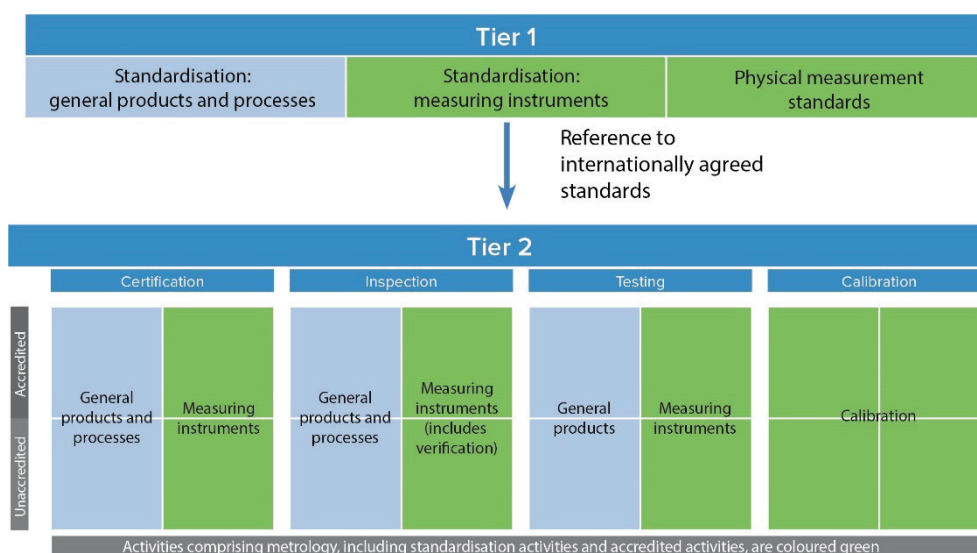 Tier 1
Standardisation:
general products and processes
Standardisation:
measuring instruments
Physical measurement
standards
Reference to
internationally agreed
standards
Tier 2
Certification
Inspection
Testing
Calibration
Accredited
Unaccredited
General
products and
processes
Measuring
instruments
General
products and
processes
Measuring
instruments
(includes
verification)
General
products
Measuring
instruments
Calibration
Activities comprising metrology, including standardisation activities and accredited activities, are coloured green